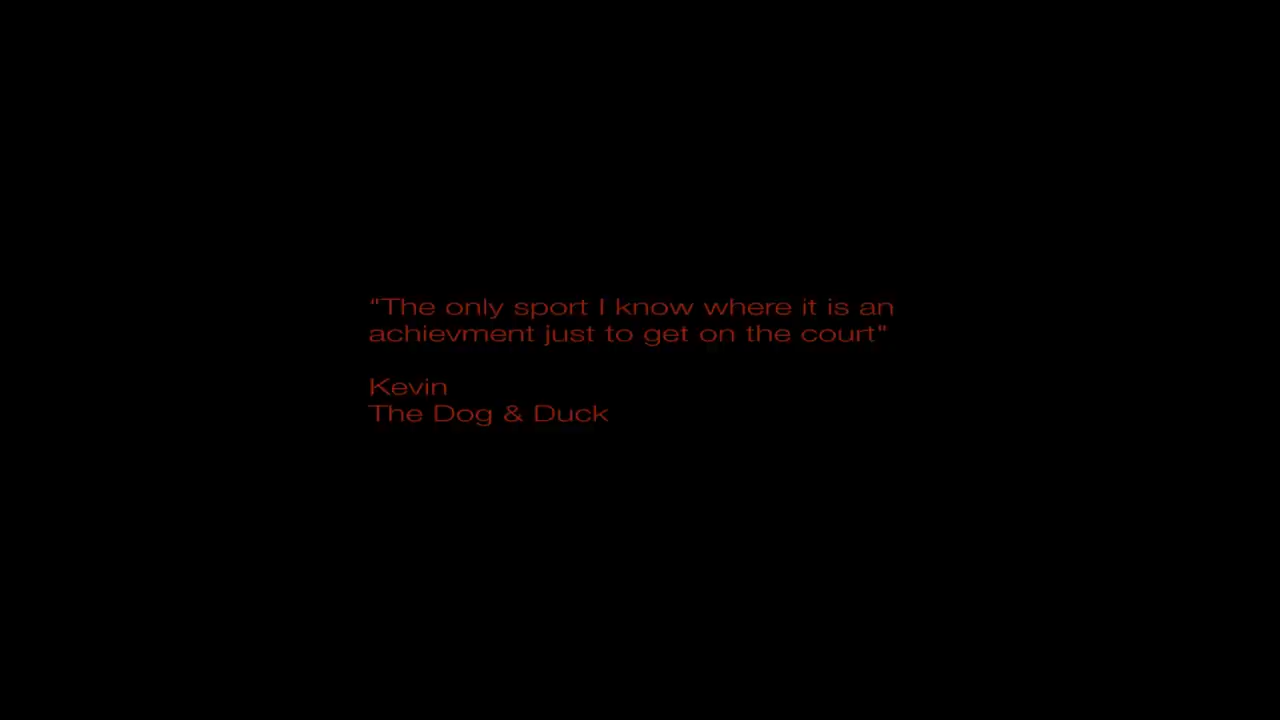 "The only sport I know where it is an
achievment just to get on the court"
Kevin
The Dog & Duck